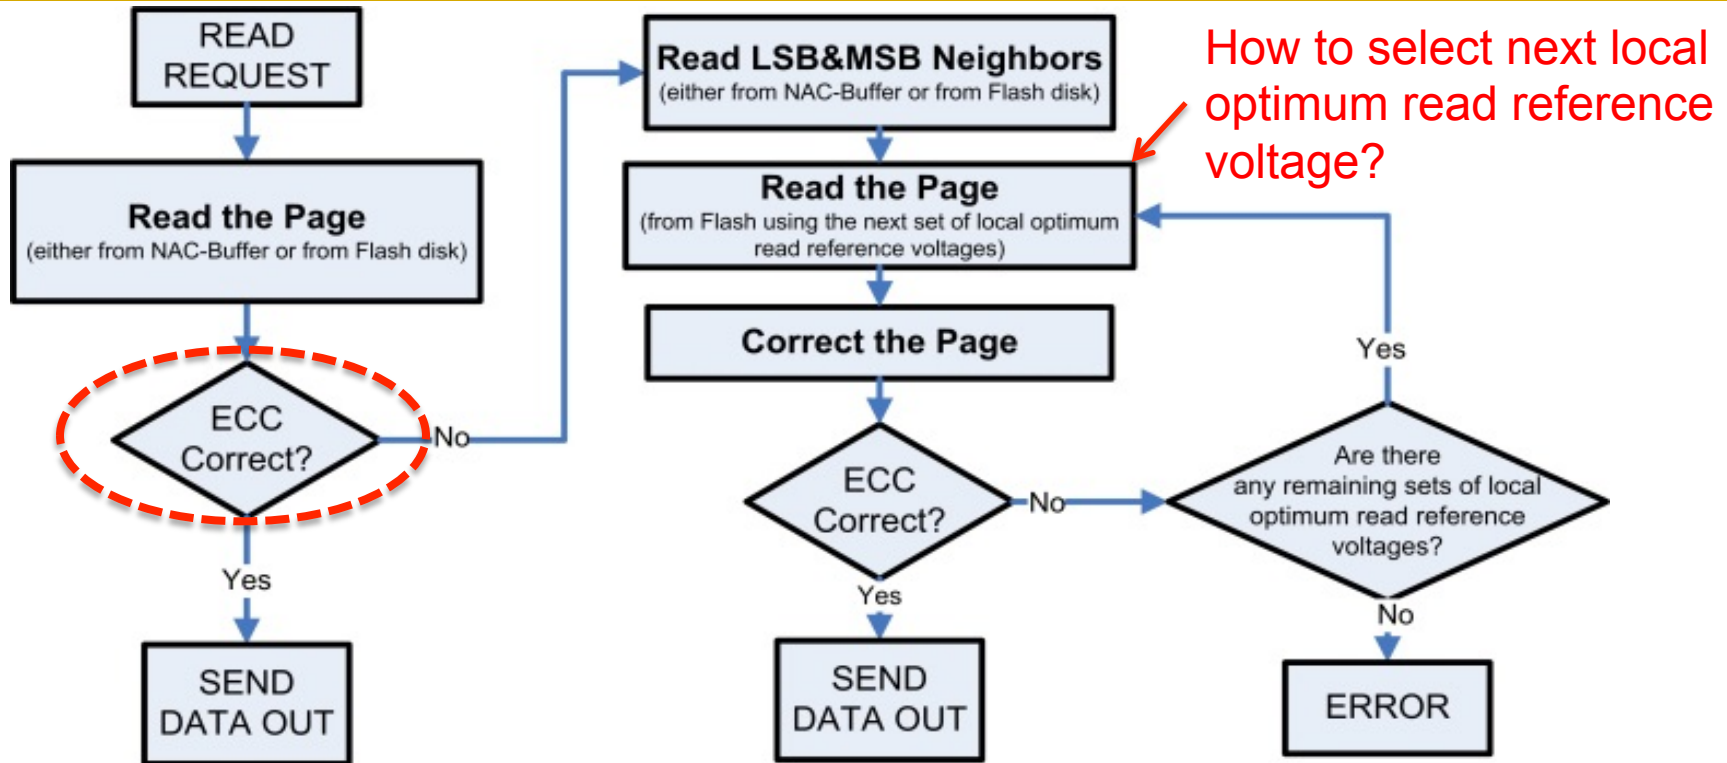 READ
REQUEST
Read the Page
(either from NAC-Buffer or from Flash disk)
ECC
Correct?
No
Yes
SEND
DATA OUT
Read LSB&MSB Neighbors
(either from NAC-Buffer or from Flash disk)
Read the Page
(from Flash using the next set of local optimum
read reference voltages)
Correct the Page
ECC
Correct?
No
Yes
SEND
DATA OUT
How to select next local
optimum read reference
voltage?
Yes
Are there
any remaining sets of local
optimum read reference
voltages?
No
ERROR